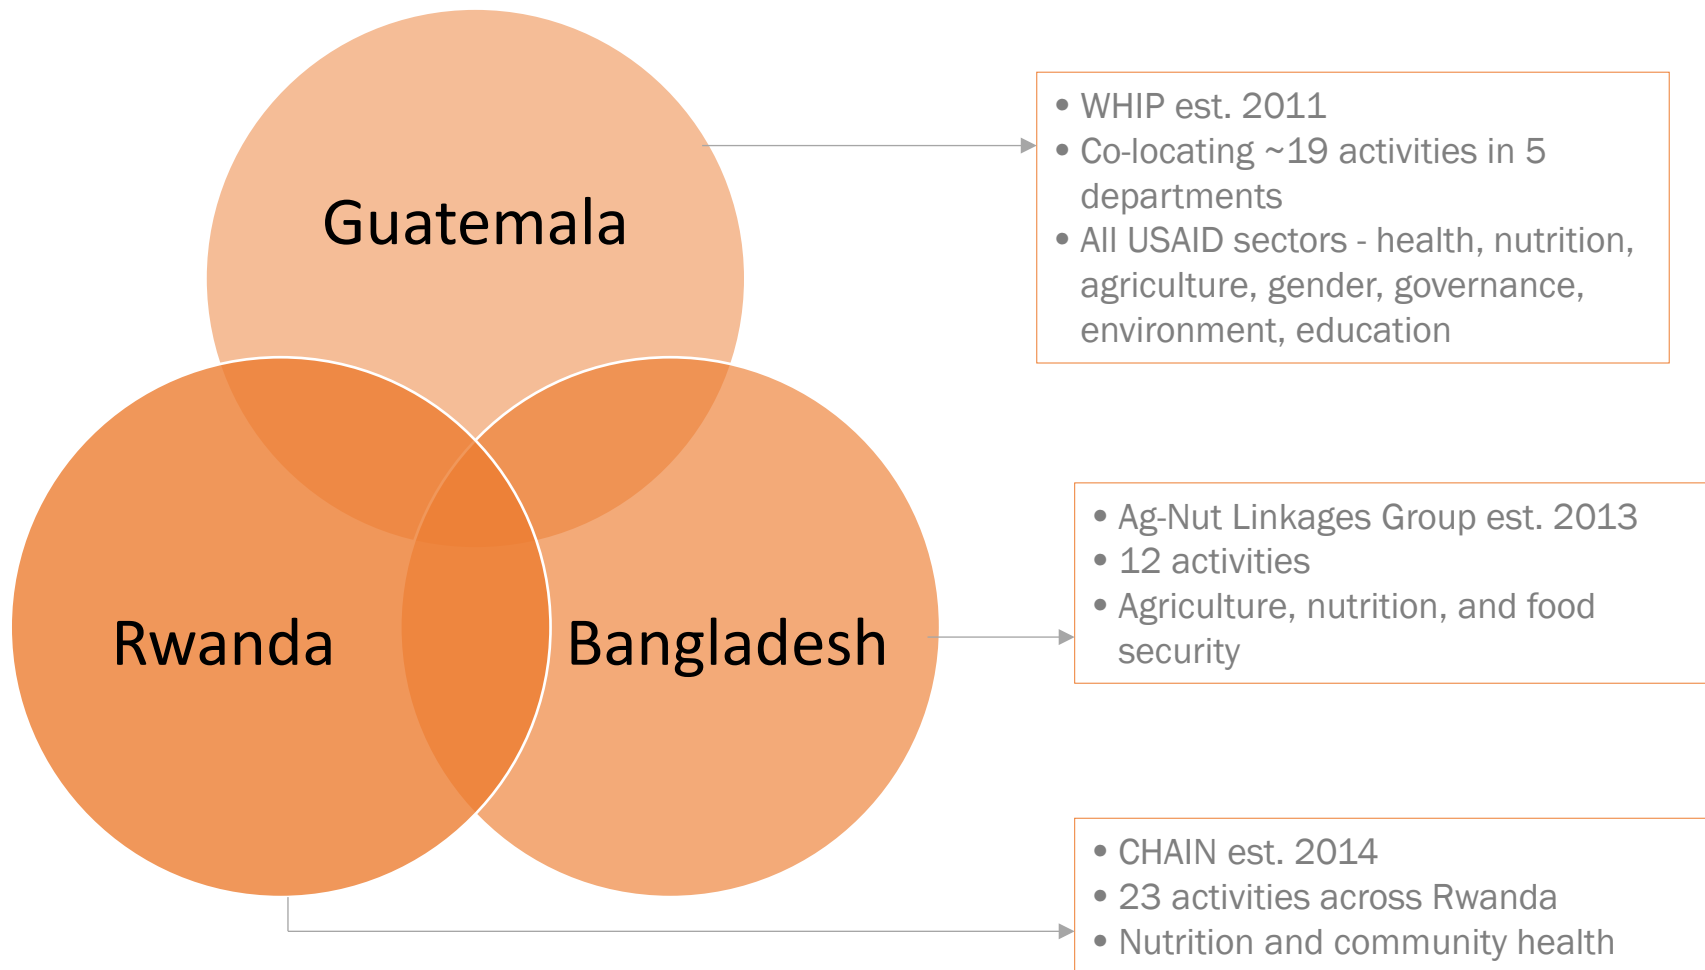 Guatemala
• WHIP est. 2011
• Co-locating ~19 activities in 5
departments
• All USAID sectors - health, nutrition,
agriculture, gender, governance,
environment, education
Rwanda
Bangladesh
• Ag-Nut Linkages Group est. 2013
• 12 activities
• Agriculture, nutrition, and food
security
• CHAIN est. 2014
• 23 activities across Rwanda
• Nutrition and community health